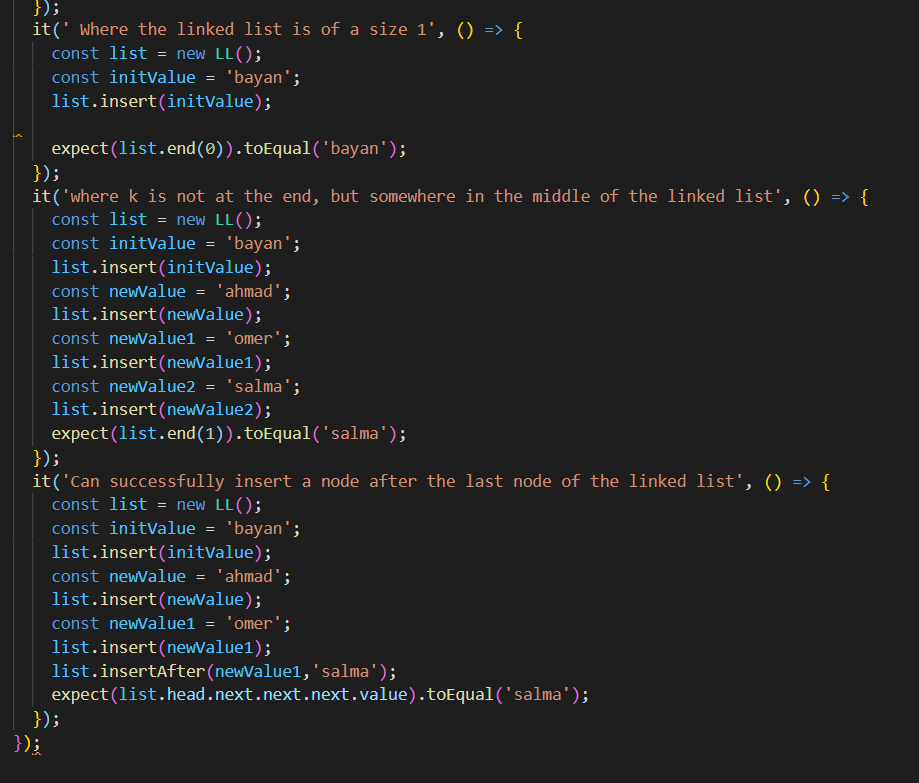 });
it(' Where the linked list is of a size 1', () => {
const list = new LL();
const initValue = 'bayan';
list.insert(initValue);
expect(list.end(0)).toEqual('bayan');
});
it('where k is not at the end, but somewhere in the middle of the linked list', () => {
const list = new LL();
const initValue = 'bayan';
list.insert(initValue);
const newValue = 'ahmad';
list.insert(newValue);
const newValue1 = 'omer';
list.insert(newValue1);
const newValue2 = 'salma';
list.insert(newValue2);
expect(list.end(1)).toEqual('salma');
});
it('Can successfully insert a node after the last node of the linked list', () => {
const list = new LL();
const initValue = 'bayan';
list.insert(initValue);
const newValue = 'ahmad';
list.insert(newValue);
const newValue1 = 'omer';
list.insert(newValue1);
list.insertAfter(newValue1,'salma');
expect(list.head.next.next.next.value).toEqual('salma');
});
});